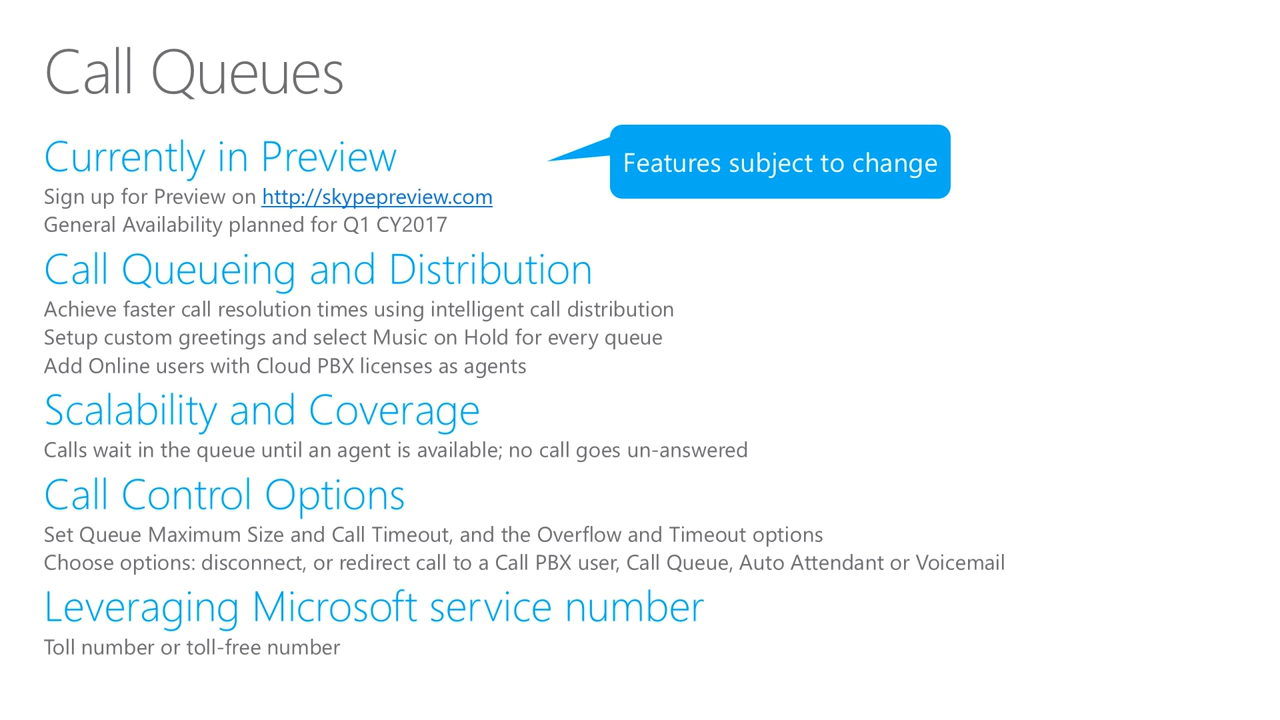 Call Queues
Currently in Preview
Features subject to change
Sign up for Preview on http://skypepreview.com
General Availability planned for Q1 CY2017
Call Queueing and Distribution
Achieve faster call resolution times using intelligent call distribution
Setup custom greetings and select Music on Hold for every queue
Add Online users with Cloud PBX licenses as agents
Scalability and Coverage
Calls wait in the queue until an agent is available; no call goes un-answered
Call Control Options
Set Queue Maximum Size and Call Timeout, and the Overflow and Timeout options
Choose options: disconnect, or redirect call to a Call PBX user, Call Queue, Auto Attendant or Voicemail
Leveraging Microsoft service number
Toll number or toll-free number